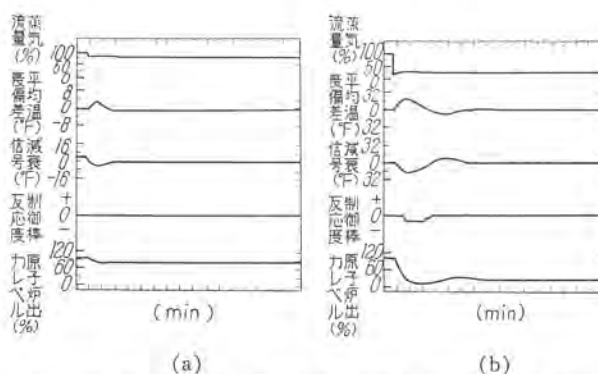 蒸気
流量
(%)
100
平均温
度偏差
(°F)
8
0
-8
減衰
信号
(°F)
16
0
-16
制御棒
反応度
+
0
−
原子炉出
力レベル
(%)
120
60
0
(min)
(a)
蒸気
流量
(%)
100
平均温
度偏差
(°F)
32
0
32
減衰
信号
(°F)
32
0
32
制御棒
反応度
+
0
−
原子炉出
力レベル
(%)
120
60
0
(min)
(b)